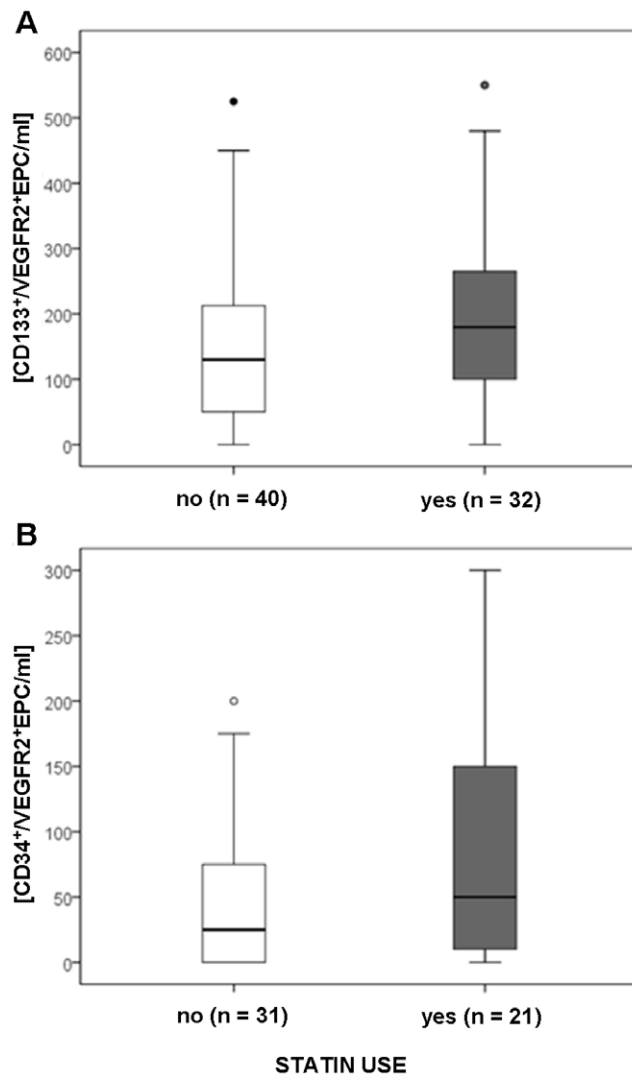 A
[CD133⁺/VEGFR2⁺EPC/ml]
600
500
400
300
200
100
0
no (n = 40) yes (n = 32)
B
[CD34⁺/VEGFR2⁺EPC/ml]
300
250
200
150
100
50
0
no (n = 31) yes (n = 21)
STATIN USE